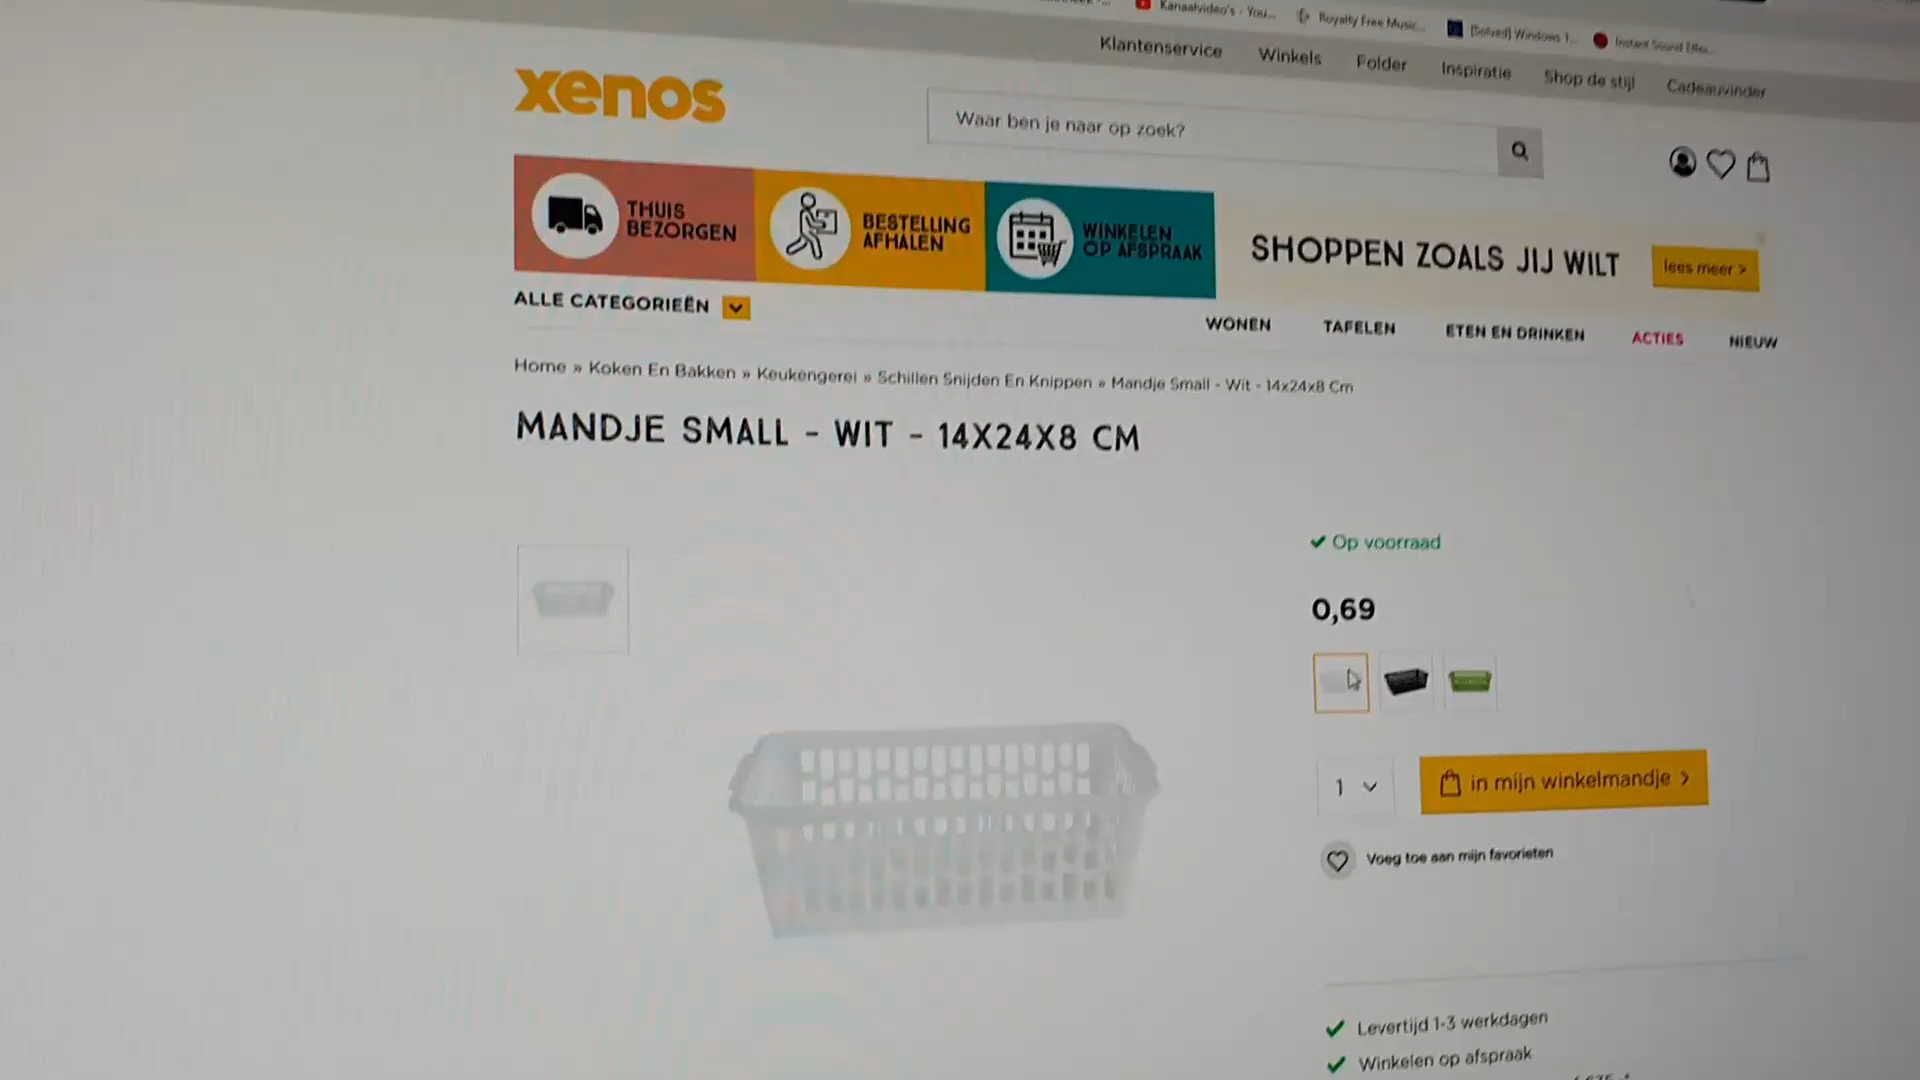 Kanaalvideo's - You...
Royalty Free Music...
[Solved] Windows 1...
Instant Sound Effec...
Klantenservice Winkels Folder Inspiratie Shop de stijl Cadeauvinder
xenos
Waar ben je naar op zoek?
THUIS
BEZORGEN
BESTELLING
AFHALEN
WINKELEN
OP AFSPRAAK
SHOPPEN ZOALS JIJ WILT
lees meer >
ALLE CATEGORIEËN
WONEN TAFELEN ETEN EN DRINKEN ACTIES NIEUW
Home » Koken En Bakken » Keukengerei » Schillen Snijden En Knippen » Mandje Small - Wit - 14x24x8 Cm
MANDJE SMALL - WIT - 14X24X8 CM
Op voorraad
0,69
1
in mijn winkelmandje >
Voeg toe aan mijn favorieten
Levertijd 1-3 werkdagen
Winkelen op afspraak